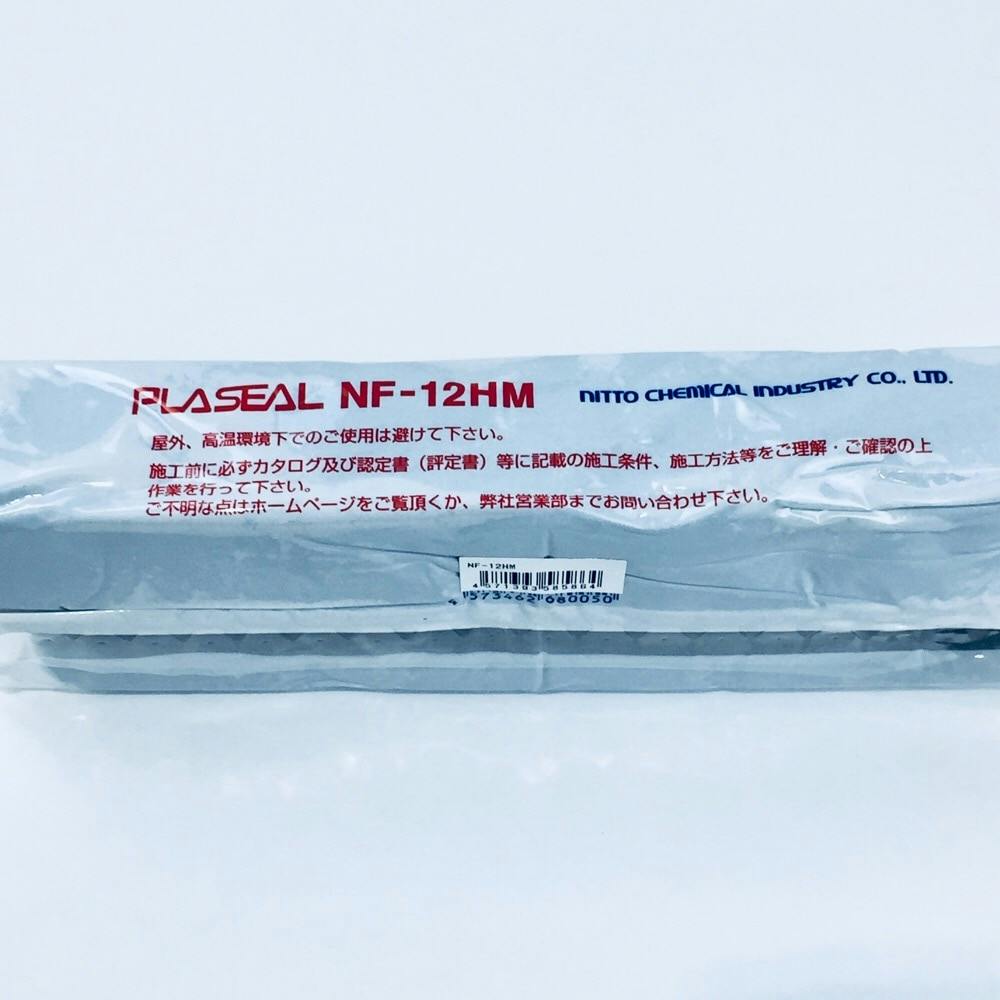 PLASEAL NF-12HM NITTO CHEMICAL INDUSTRY CO., LTD.
屋外、高温環境下でのご使用は避けて下さい。
施工前に必ずカタログ及び認定書（評定書）等に記載の施工条件、施工方法等をご理解・ご確認の上
作業を行って下さい。
ご不明な点はホームページをご覧頂くか、弊社営業部までお問い合わせ下さい。
NF-12HM
4573462680050